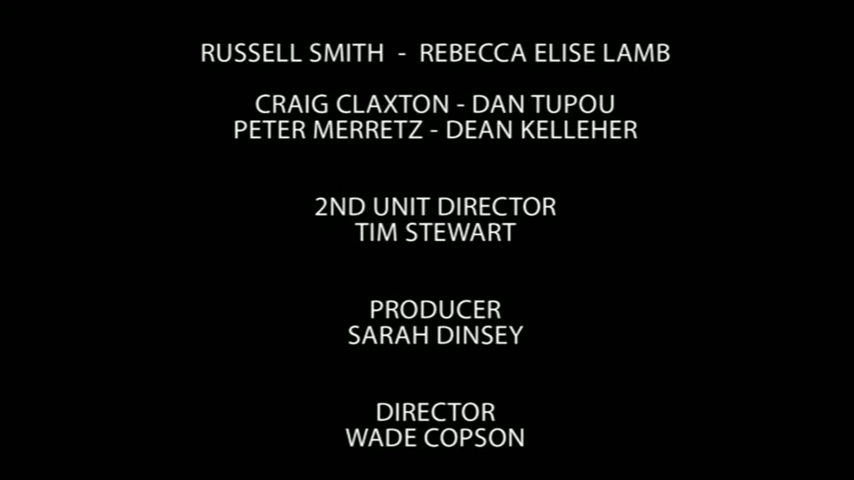 RUSSELL SMITH - REBECCA ELISE LAMB
CRAIG CLAXTON - DAN TUPOU
PETER MERRETZ - DEAN KELLEHER
2ND UNIT DIRECTOR
TIM STEWART
PRODUCER
SARAH DINSEY
DIRECTOR
WADE COPSON